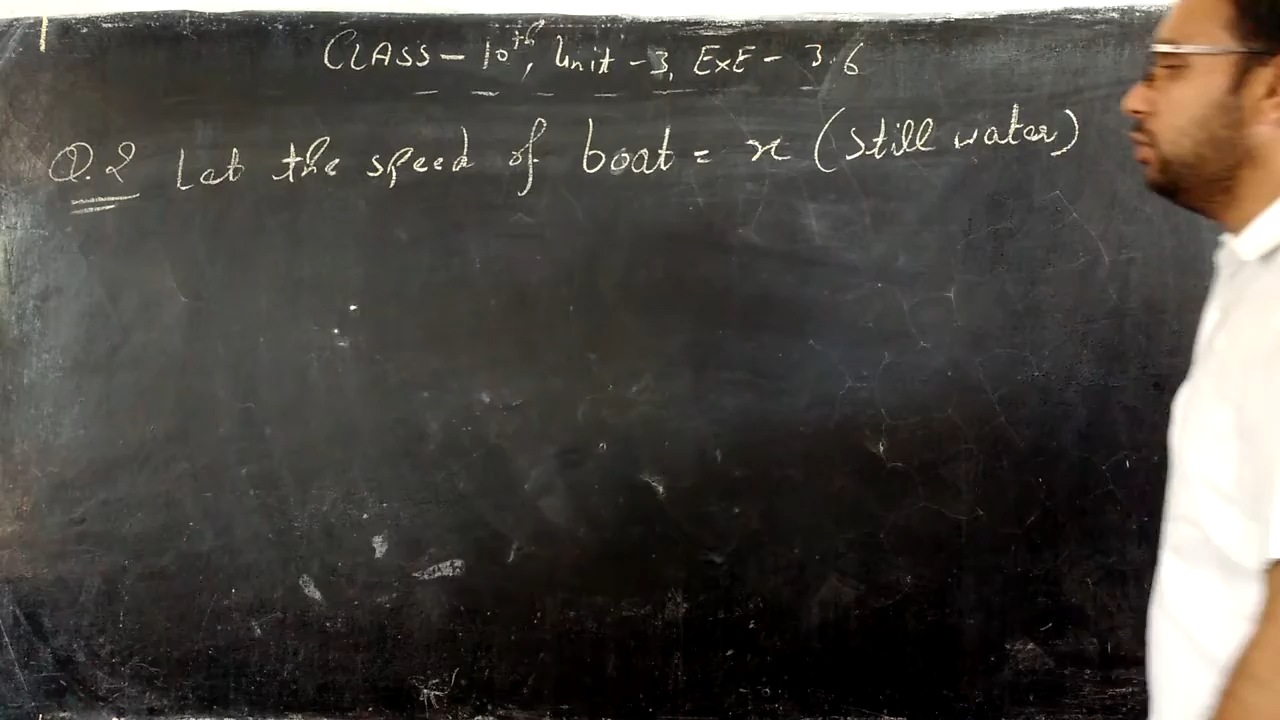 CLASS - 10th, Unit - 3, EXE - 3.6
Q.2 Let the speed of boat = x (still water)